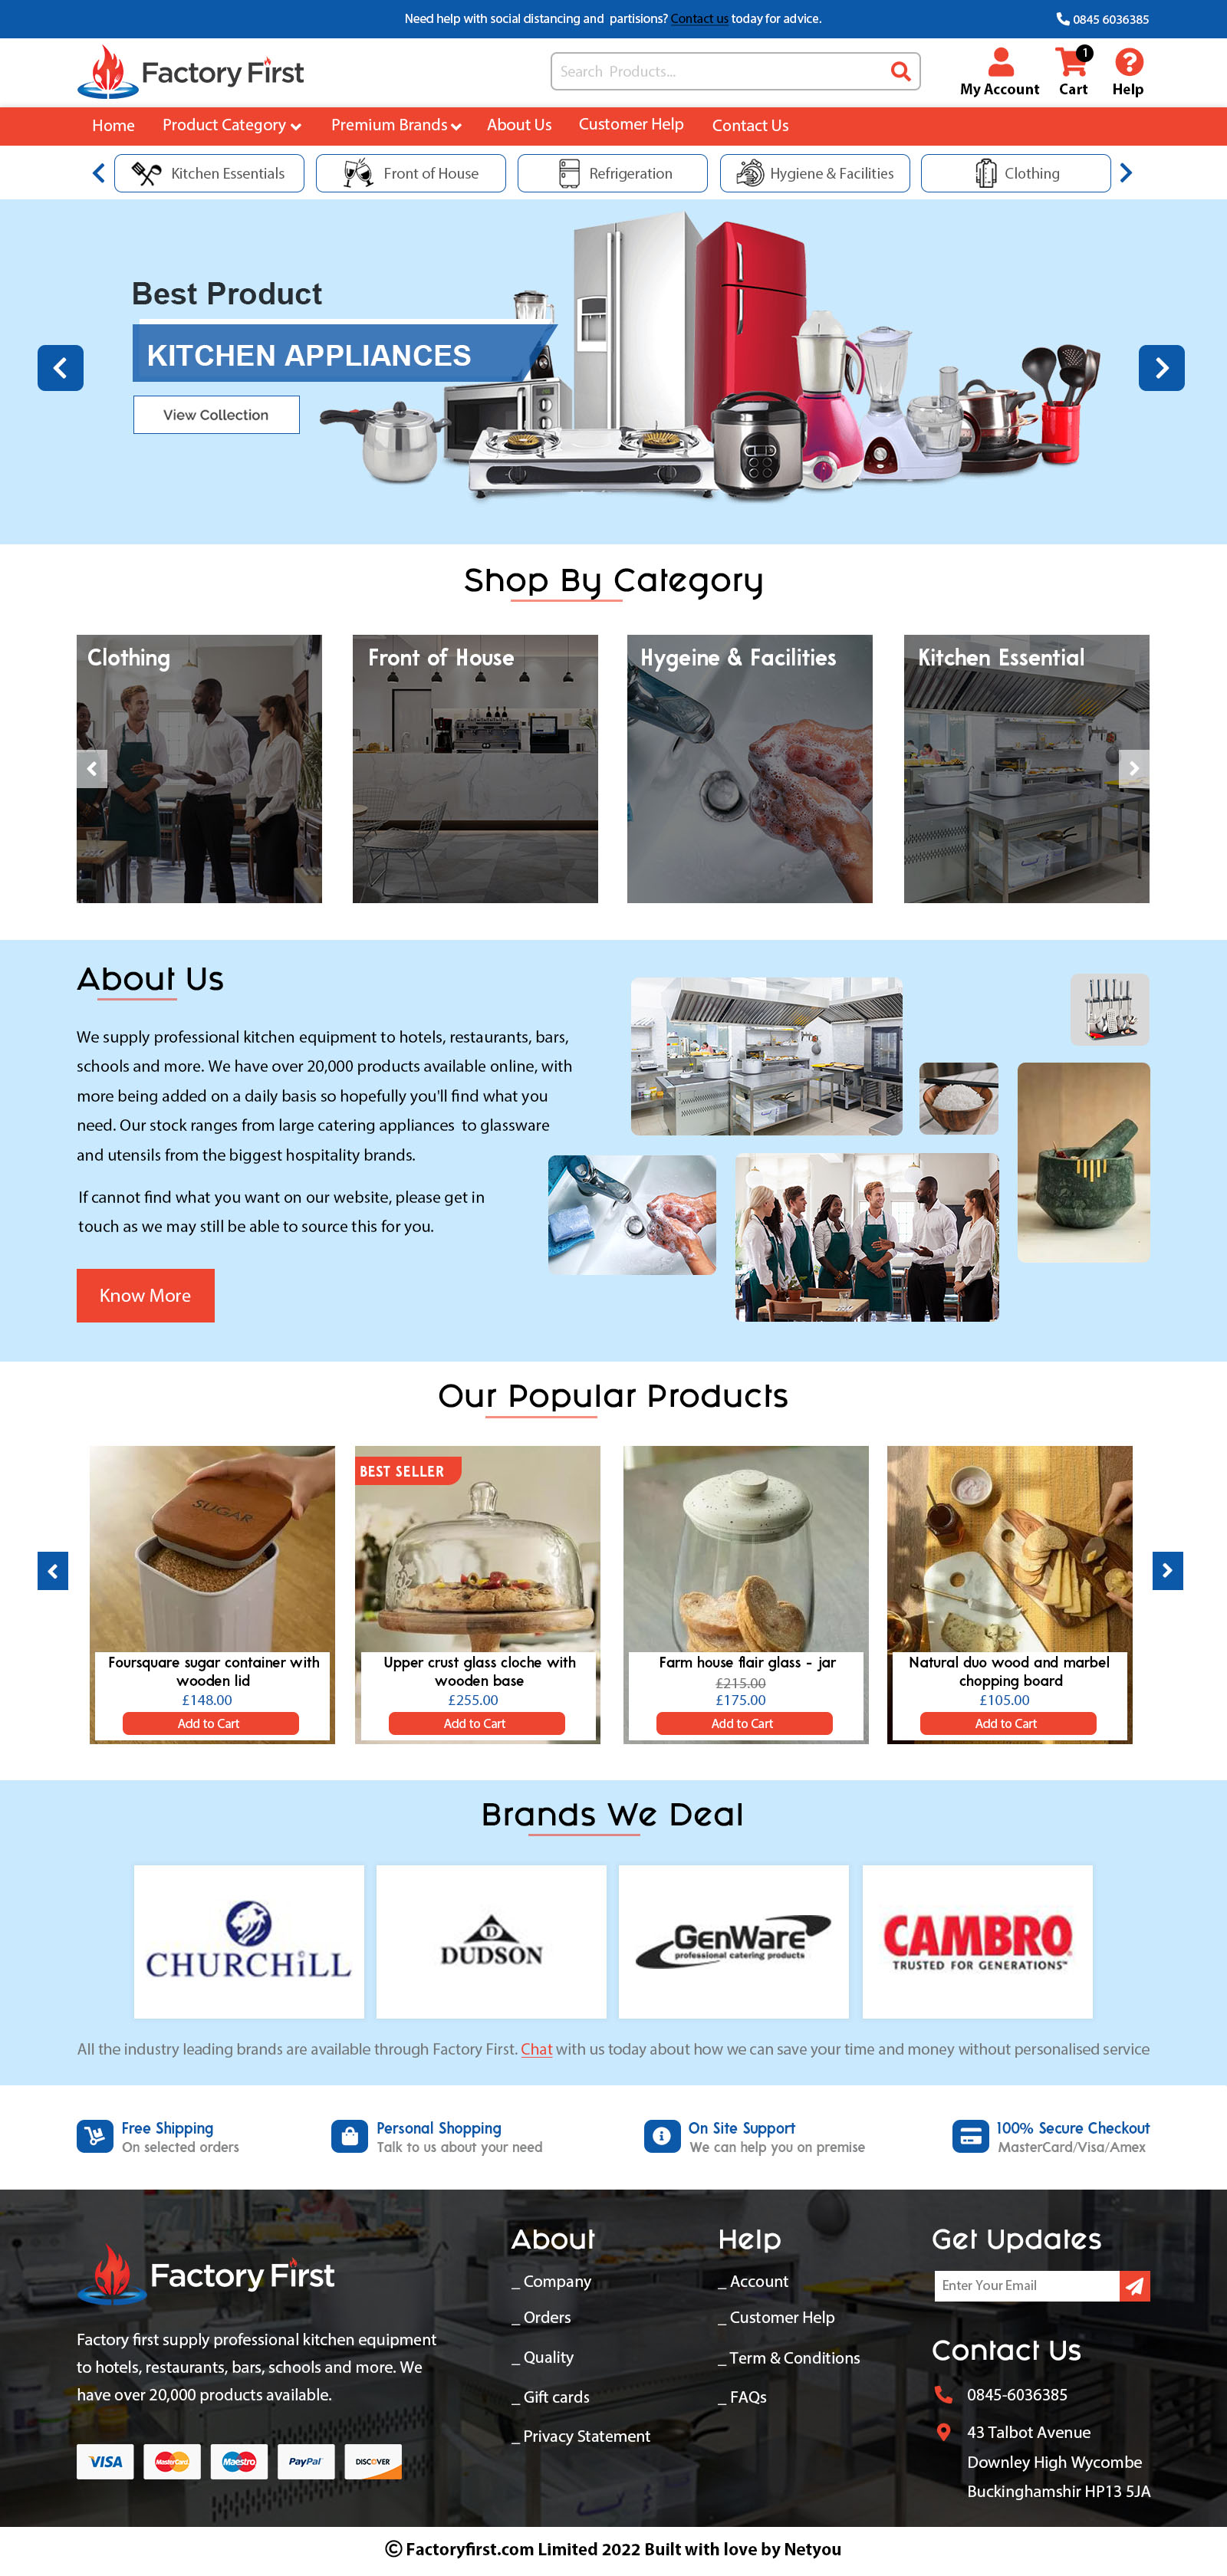 Need help with social distancing and partisions? Contact us today for advice.
0845 6036385
Factory First
Search Products...
1
My Account
Cart
Help
Home
Product Category
Premium Brands
About Us
Customer Help
Contact Us
Kitchen Essentials
Front of House
Refrigeration
Hygiene & Facilities
Clothing
Best Product
KITCHEN APPLIANCES
View Collection
Shop By Category
Clothing
Front of House
Hygeine & Facilities
Kitchen Essential
About Us
We supply professional kitchen equipment to hotels, restaurants, bars,
schools and more. We have over 20,000 products available online, with
more being added on a daily basis so hopefully you'll find what you
need. Our stock ranges from large catering appliances to glassware
and utensils from the biggest hospitality brands.
If cannot find what you want on our website, please get in
touch as we may still be able to source this for you.
Know More
Our Popular Products
SUGAR
Foursquare sugar container with
wooden lid
£148.00
Add to Cart
BEST SELLER
Upper crust glass cloche with
wooden base
£255.00
Add to Cart
Farm house flair glass - jar
£215.00
£175.00
Add to Cart
Natural duo wood and marbel
chopping board
£105.00
Add to Cart
Brands We Deal
CHURCHiLL
D
DUDSON
GenWare
professional catering products
CAMBRO®
TRUSTED FOR GENERATIONS™
All the industry leading brands are available through Factory First. Chat with us today about how we can save your time and money without personalised service
Free Shipping
On selected orders
Personal Shopping
Talk to us about your need
On Site Support
We can help you on premise
100% Secure Checkout
MasterCard/Visa/Amex
Factory First
Factory first supply professional kitchen equipment
to hotels, restaurants, bars, schools and more. We
have over 20,000 products available.
VISA
MasterCard
Maestro
PayPal
DISCOVER
About
_ Company
_ Orders
_ Quality
_ Gift cards
_ Privacy Statement
Help
_ Account
_ Customer Help
_ Term & Conditions
_ FAQs
Get Updates
Enter Your Email
Contact Us
0845-6036385
43 Talbot Avenue
Downley High Wycombe
Buckinghamshir HP13 5JA
© Factoryfirst.com Limited 2022 Built with love by Netyou